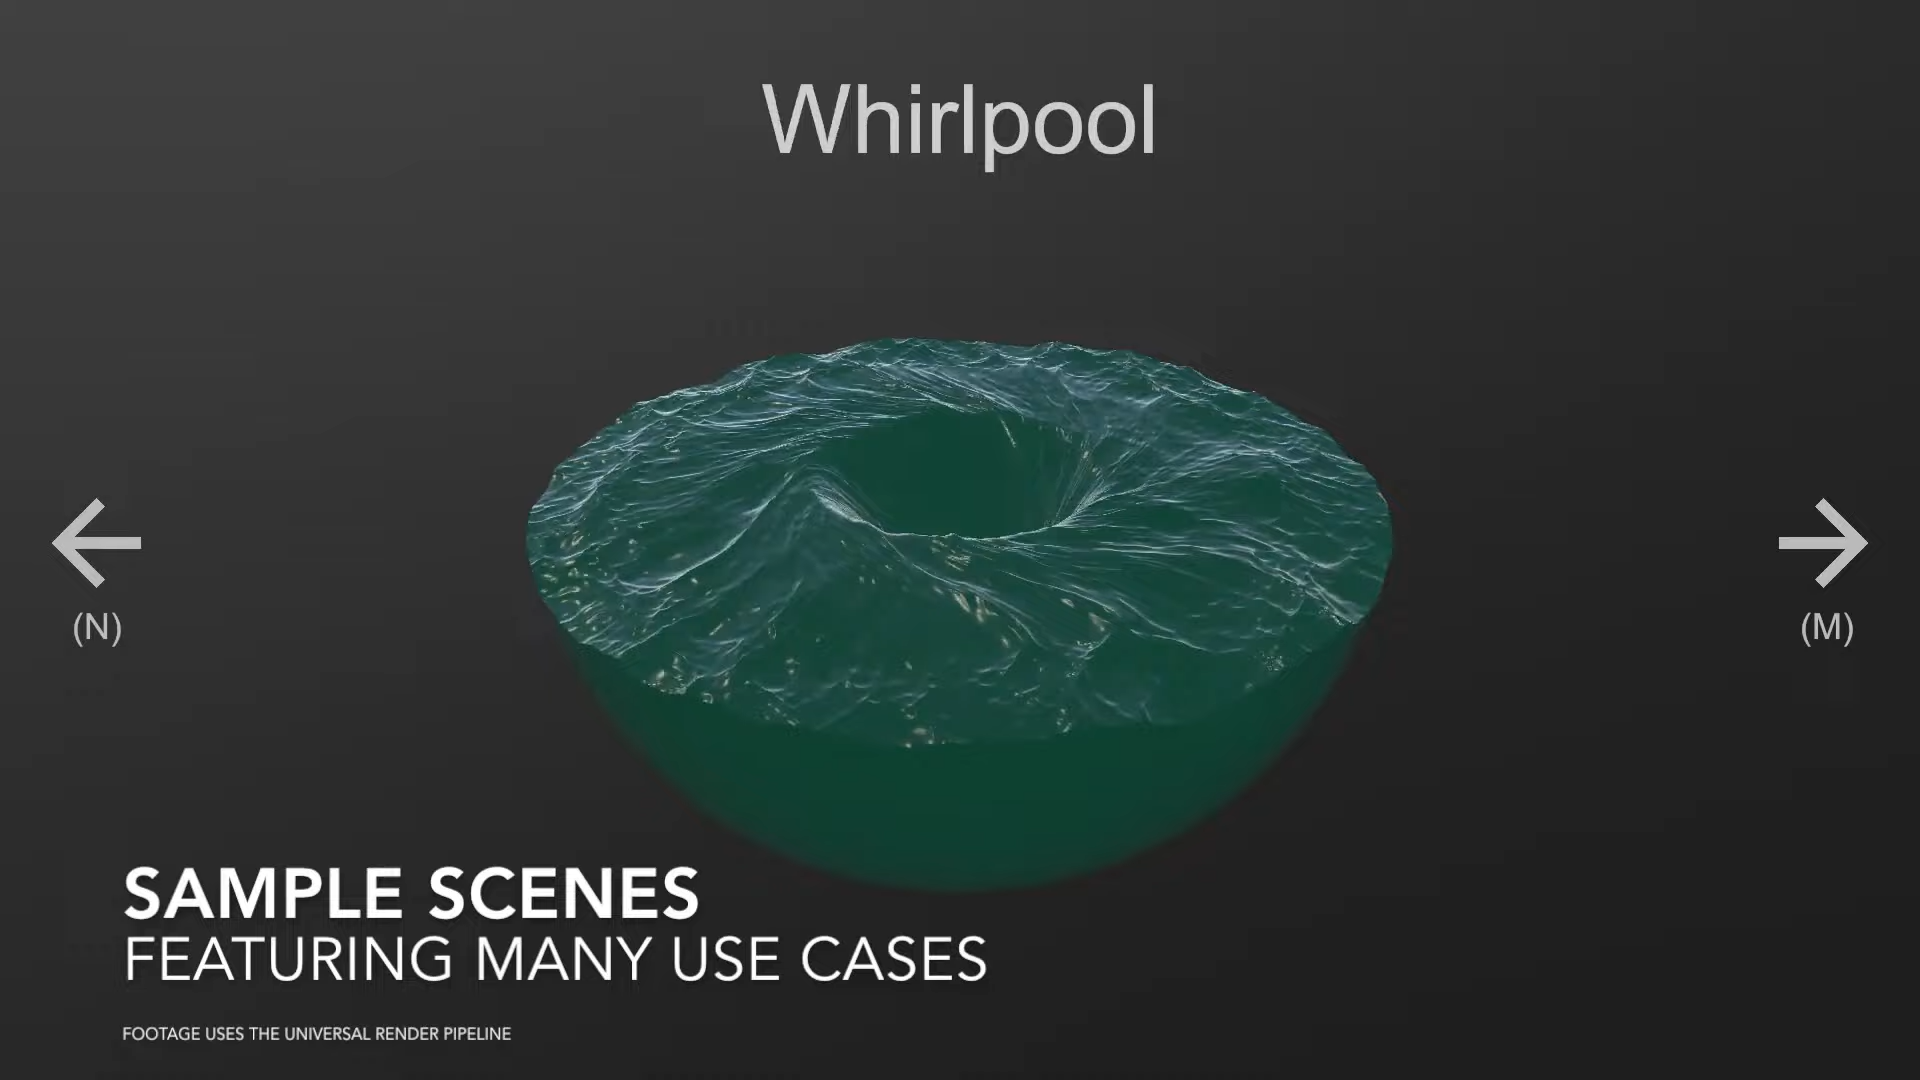 Whirlpool
(N)
(M)
SAMPLE SCENES
FEATURING MANY USE CASES
FOOTAGE USES THE UNIVERSAL RENDER PIPELINE